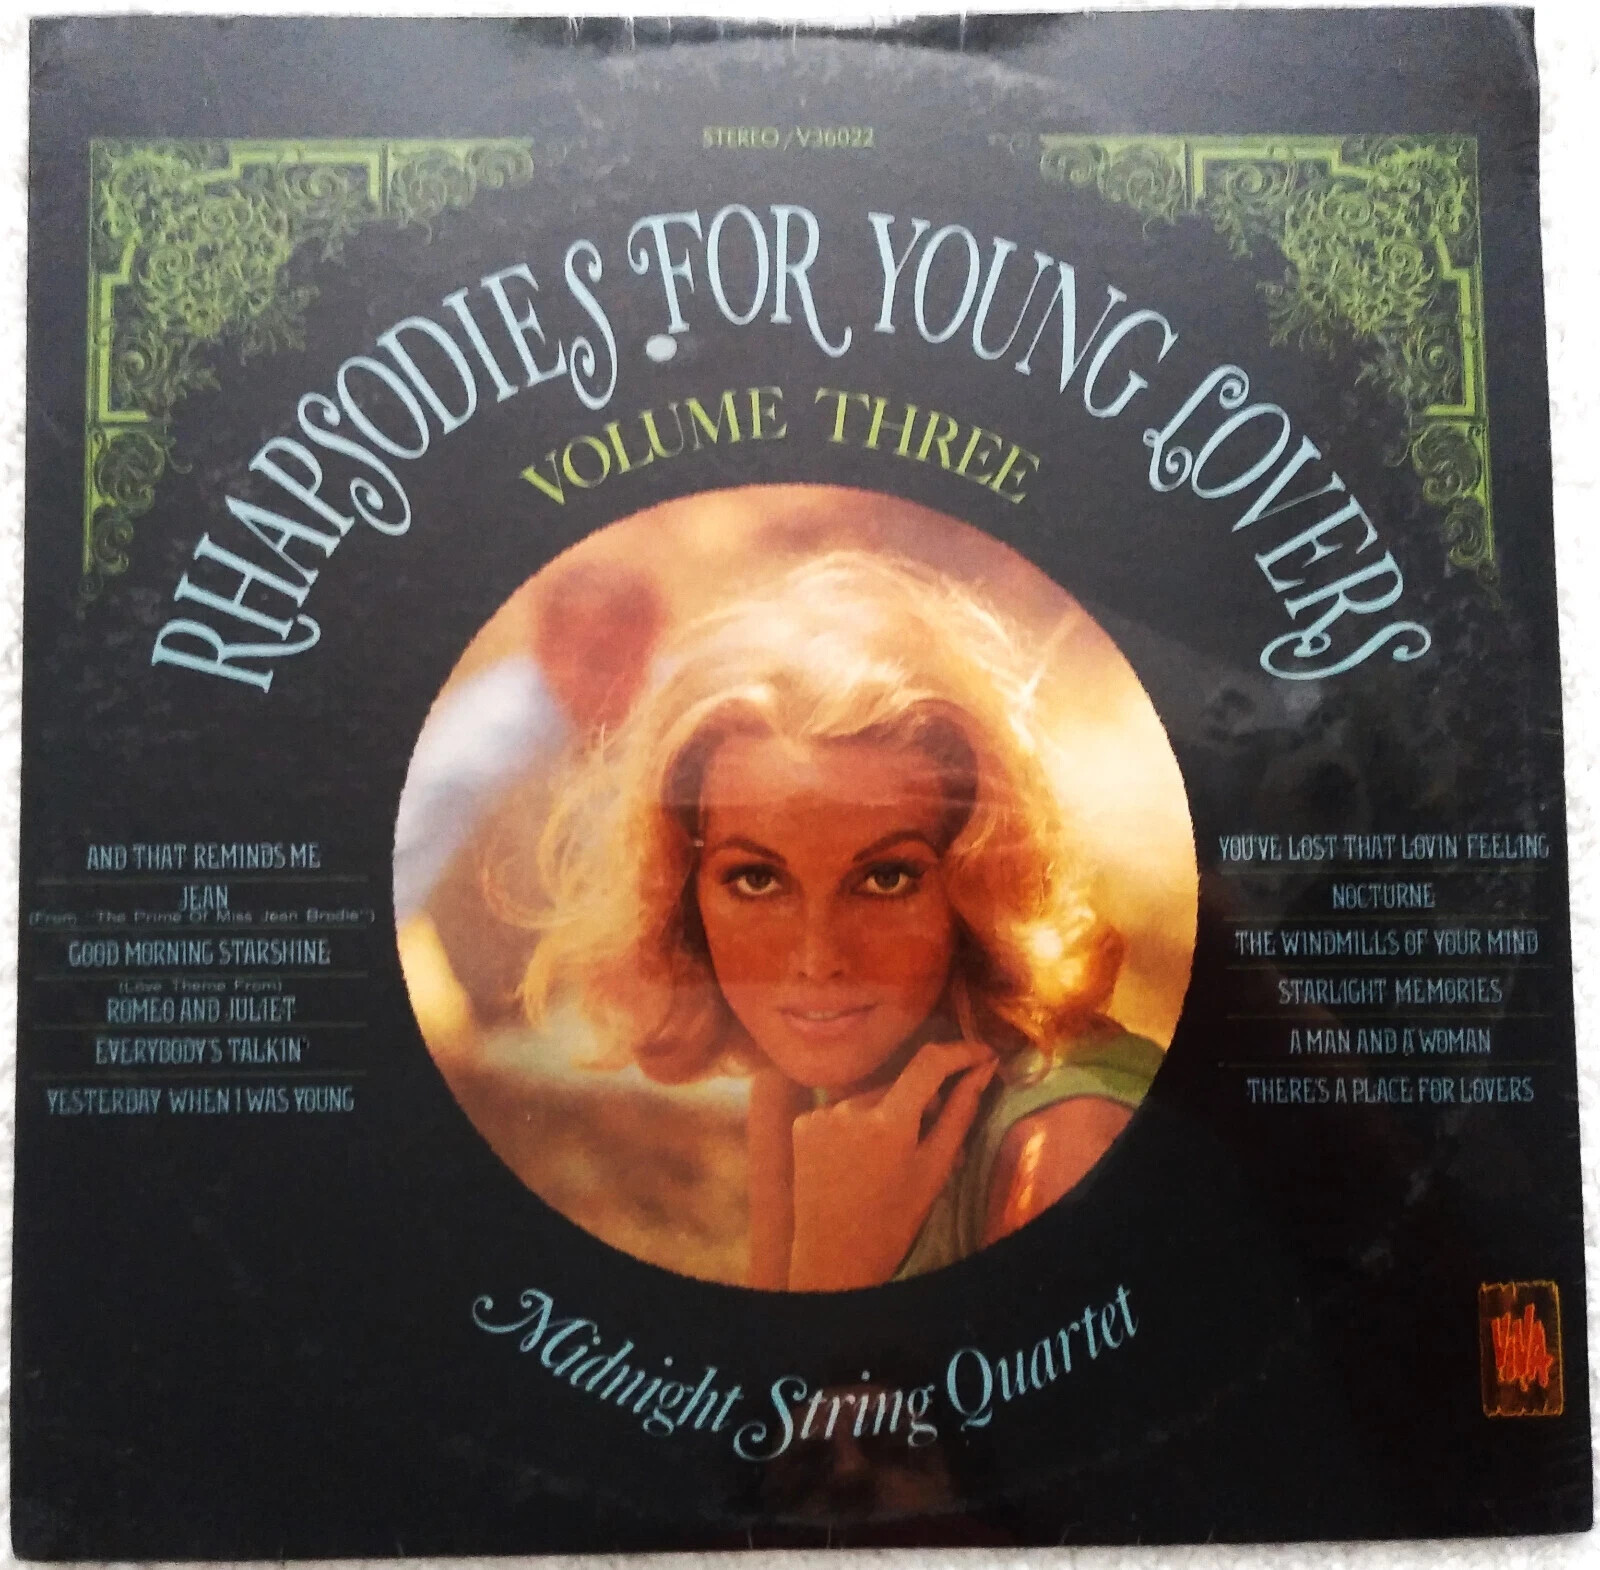 STEREO / V36022
RHAPSODIES FOR YOUNG LOVERS
VOLUME THREE
AND THAT REMINDS ME
JEAN
(From "The Prime Of Miss Jean Brodie")
GOOD MORNING STARSHINE
(Love Theme From)
ROMEO AND JULIET
EVERYBODY'S TALKIN'
YESTERDAY WHEN I WAS YOUNG
YOU'VE LOST THAT LOVIN' FEELING
NOCTURNE
THE WINDMILLS OF YOUR MIND
STARLIGHT MEMORIES
A MAN AND A WOMAN
THERE'S A PLACE FOR LOVERS
Midnight String Quartet
VIVA